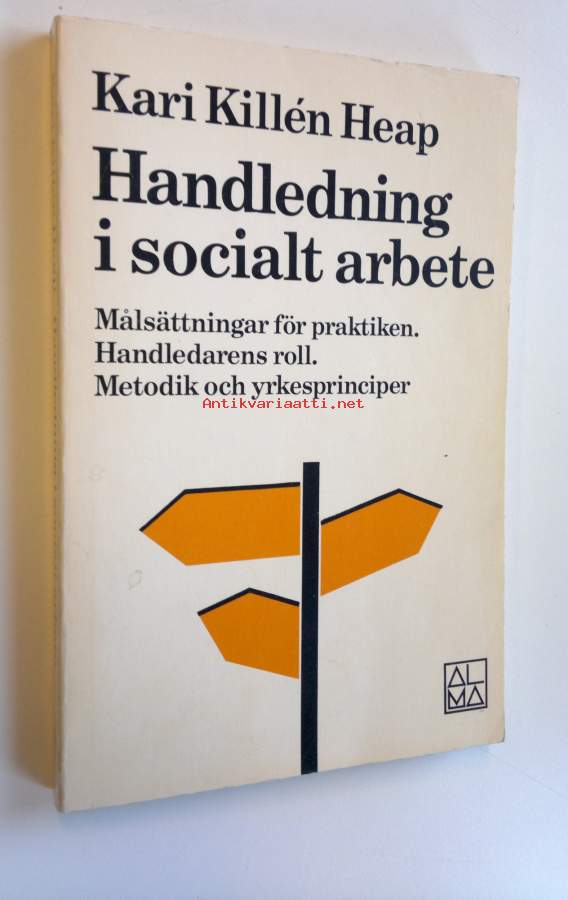 Kari Killén Heap
Handledning
i socialt arbete
Målsättningar för praktiken.
Handledarens roll.
Metodik och yrkesprinciper
Antikvariaatti.net
AL
MA